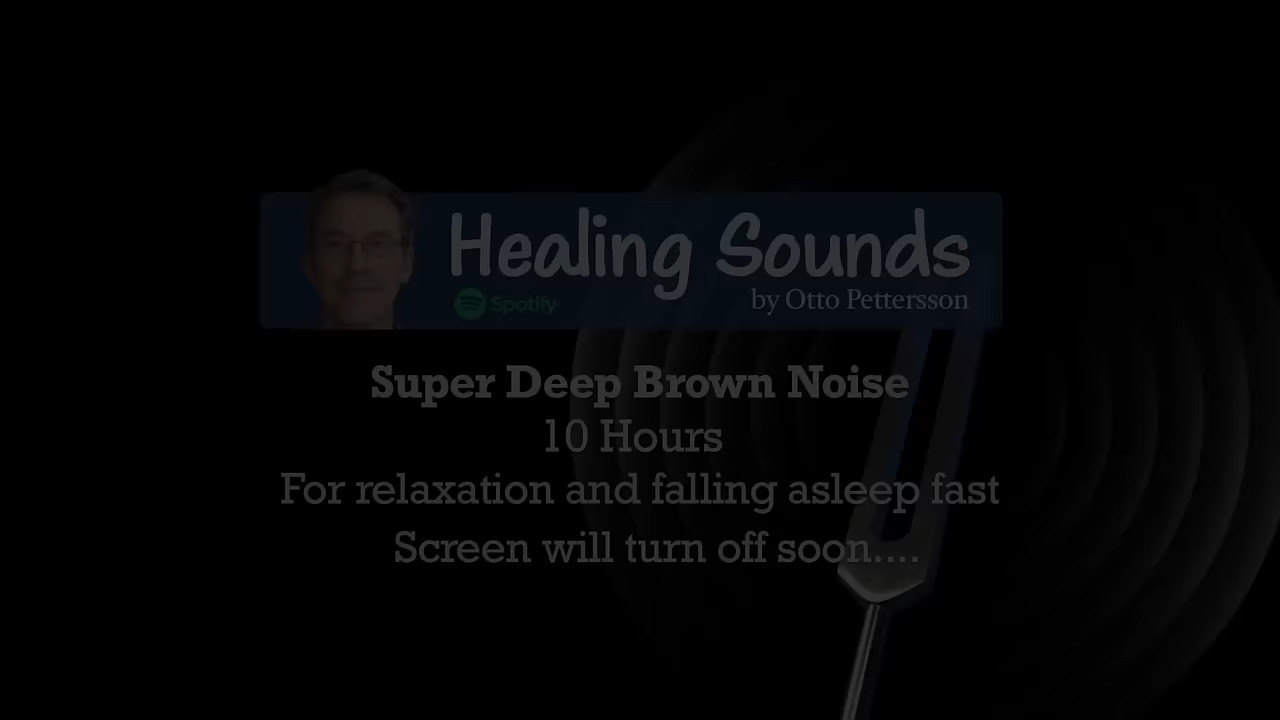 Healing Sounds
Spotify
by Otto Pettersson
Super Deep Brown Noise
10 Hours
For relaxation and falling asleep fast
Screen will turn off soon....